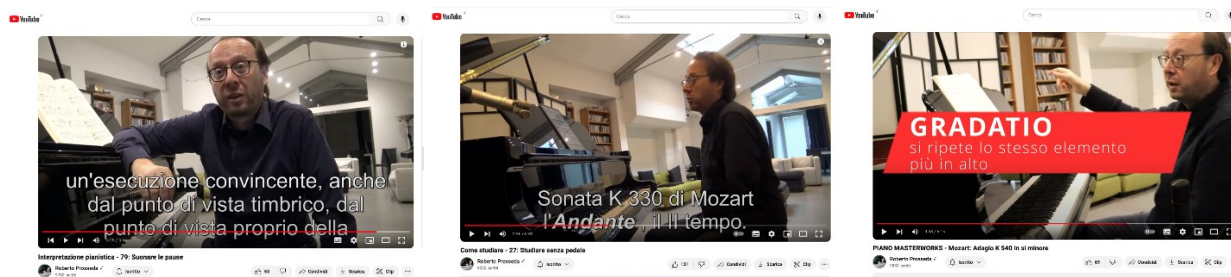 YouTube
Cerca
un'esecuzione convincente, anche
dal punto di vista timbrico, dal
punto di vista proprio della
Interpretazione pianistica - 79: Suonare le pause
Roberto Prosseda
Iscritto
Condividi
Scarica
Clip
YouTube
Cerca
Sonata K 330 di Mozart
l'Andante, il II tempo,
Come studiare - 27: Studiare senza pedale
Roberto Prosseda
Iscritto
131
Condividi
Scarica
Clip
YouTube
Cerca
GRADATIO
si ripete lo stesso elemento
più in alto
PIANO MASTERWORKS - Mozart: Adagio K 540 in si minore
Roberto Prosseda
Iscritto
Condividi
Scarica
Clip